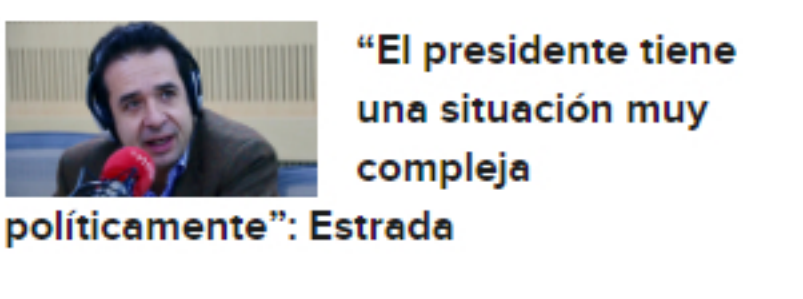 “El presidente tiene
una situación muy
compleja
políticamente”: Estrada